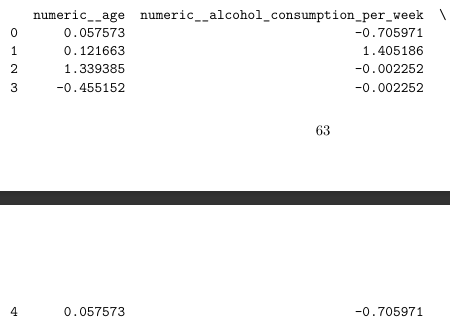 numeric__age  numeric__alcohol_consumption_per_week  \
0      0.057573                              -0.705971
1      0.121663                               1.405186
2      1.339385                              -0.002252
3     -0.455152                              -0.002252
63
4      0.057573                              -0.705971